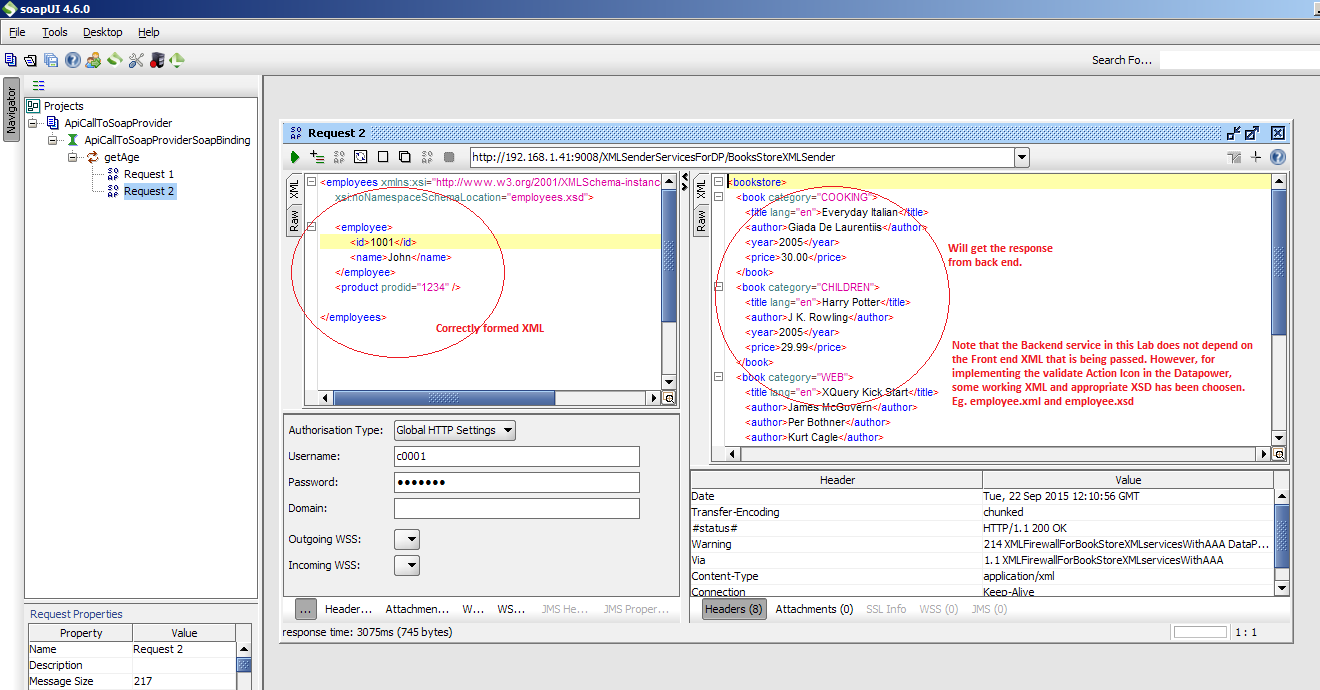 soapUI 4.6.0
File Tools Desktop Help
Search Fo...
Navigator
Projects
ApiCallToSoapProvider
ApiCallToSoapProviderSoapBinding
getAge
Request 1
Request 2
Request Properties
Property Value
Name Request 2
Description
Message Size 217
Request 2
http://192.168.1.41:9008/XMLSenderServicesForDP/BooksStoreXMLSender
XML
Raw
<employees xmlns:xsi="http://www.w3.org/2001/XMLSchema-instanc
xsi:noNamespaceSchemaLocation="employees.xsd">
<employee>
<id>1001</id>
<name>John</name>
</employee>
<product prodid="1234" />
</employees>
Correctly formed XML
Authorisation Type: Global HTTP Settings
Username: c0001
Password: •••••••
Domain:
Outgoing WSS:
Incoming WSS:
... Header... Attachmen... W... WS... JMS He... JMS Proper...
response time: 3075ms (745 bytes)
XML
Raw
<bookstore>
<book category="COOKING">
<title lang="en">Everyday Italian</title>
<author>Giada De Laurentiis</author>
<year>2005</year>
<price>30.00</price>
</book>
<book category="CHILDREN">
<title lang="en">Harry Potter</title>
<author>J K. Rowling</author>
<year>2005</year>
<price>29.99</price>
</book>
<book category="WEB">
<title lang="en">XQuery Kick Start</title>
<author>James McGovern</author>
<author>Per Bothner</author>
<author>Kurt Cagle</author>
Will get the response
from back end.
Note that the Backend service in this Lab does not depend on
the Front end XML that is being passed. However, for
implementing the validate Action Icon in the Datapower,
some working XML and appropriate XSD has been choosen.
Eg. employee.xml and employee.xsd
Header Value
Date Tue, 22 Sep 2015 12:10:56 GMT
Transfer-Encoding chunked
#status# HTTP/1.1 200 OK
Warning 214 XMLFirewallForBookStoreXMLservicesWithAAA DataP...
Via 1.1 XMLFirewallForBookStoreXMLservicesWithAAA
Content-Type application/xml
Connection Keep-Alive
Headers (8) Attachments (0) SSL Info WSS (0) JMS (0)
1 : 1